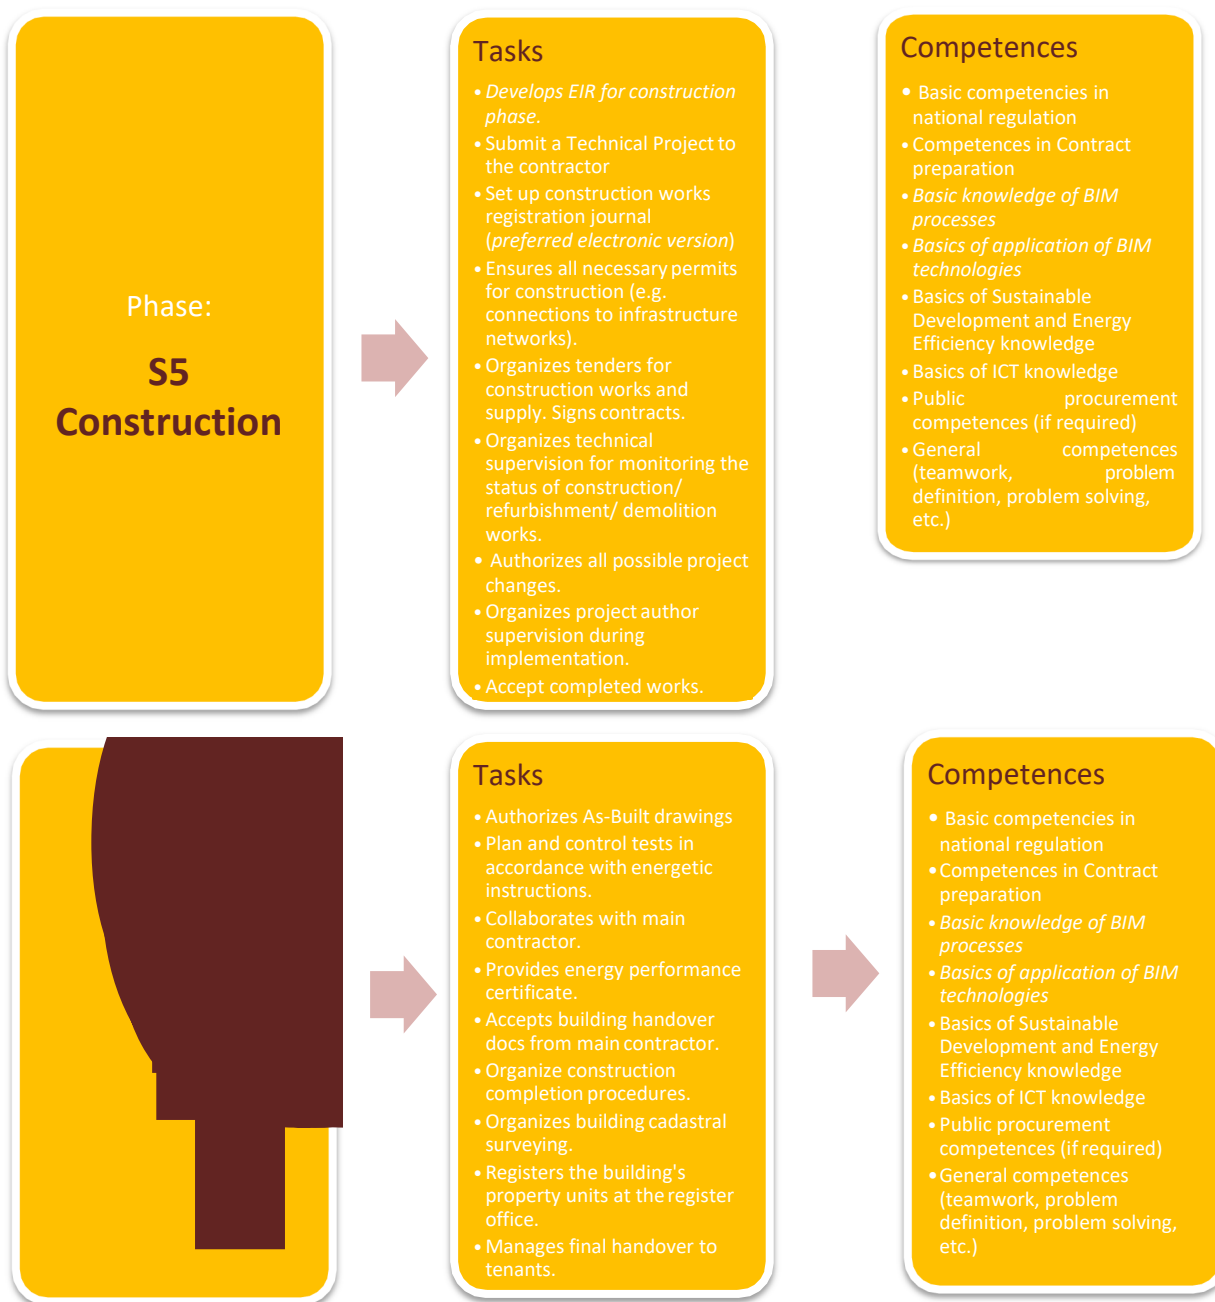 Phase:
S5
Construction
Tasks
• Develops EIR for construction
phase.
• Submit a Technical Project to
the contractor
• Set up construction works
registration journal
(preferred electronic version)
• Ensures all necessary permits
for construction (e.g.
connections to infrastructure
networks).
• Organizes tenders for
construction works and
supply. Signs contracts.
• Organizes technical
supervision for monitoring the
status of construction/
refurbishment/ demolition
works.
• Authorizes all possible project
changes.
• Organizes project author
supervision during
implementation.
• Accept completed works.
Competences
• Basic competencies in
national regulation
• Competences in Contract
preparation
• Basic knowledge of BIM
processes
• Basics of application of BIM
technologies
• Basics of Sustainable
Development and Energy
Efficiency knowledge
• Basics of ICT knowledge
• Public procurement
competences (if required)
• General competences
(teamwork, problem
definition, problem solving,
etc.)
Tasks
• Authorizes As-Built drawings
• Plan and control tests in
accordance with energetic
instructions.
• Collaborates with main
contractor.
• Provides energy performance
certificate.
• Accepts building handover
docs from main contractor.
• Organize construction
completion procedures.
• Organizes building cadastral
surveying.
• Registers the building's
property units at the register
office.
• Manages final handover to
tenants.
Competences
• Basic competencies in
national regulation
• Competences in Contract
preparation
• Basic knowledge of BIM
processes
• Basics of application of BIM
technologies
• Basics of Sustainable
Development and Energy
Efficiency knowledge
• Basics of ICT knowledge
• Public procurement
competences (if required)
• General competences
(teamwork, problem
definition, problem solving,
etc.)